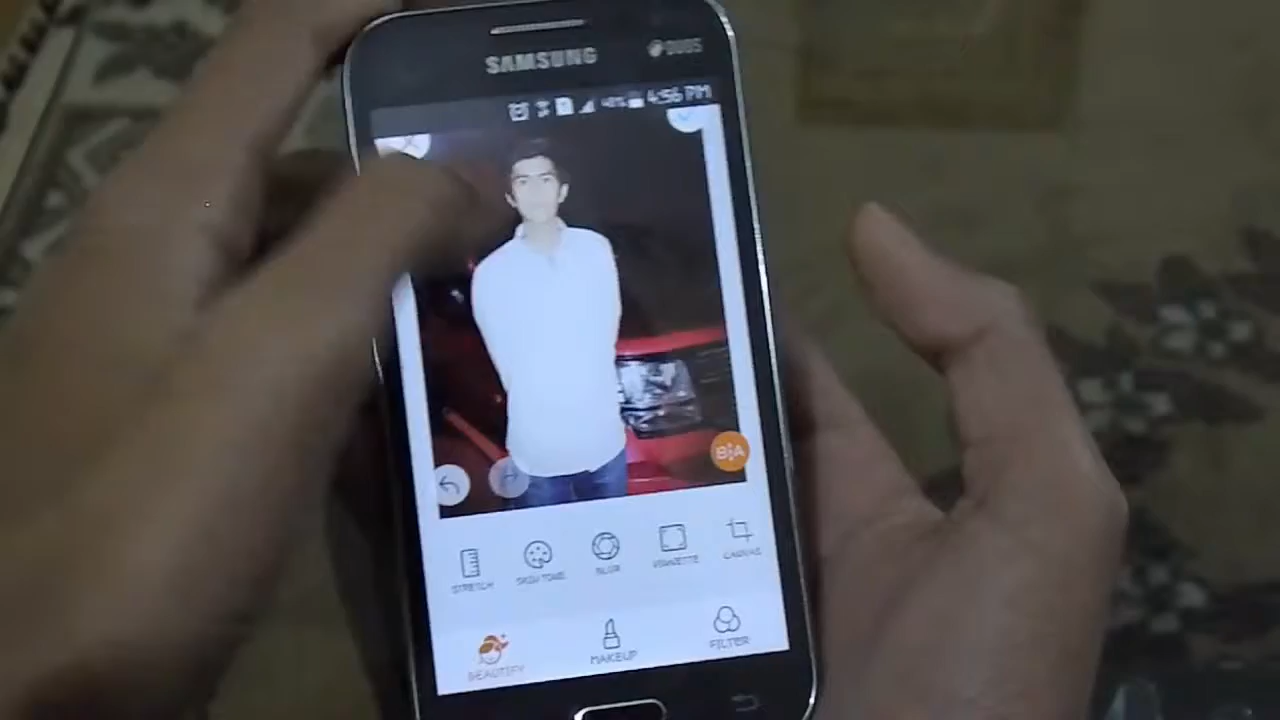 SAMSUNG DUOS
4:56 PM
B|A
STRETCH SKIN TONE BLUR VIGNETTE CANVAS
BEAUTIFY MAKEUP FILTER